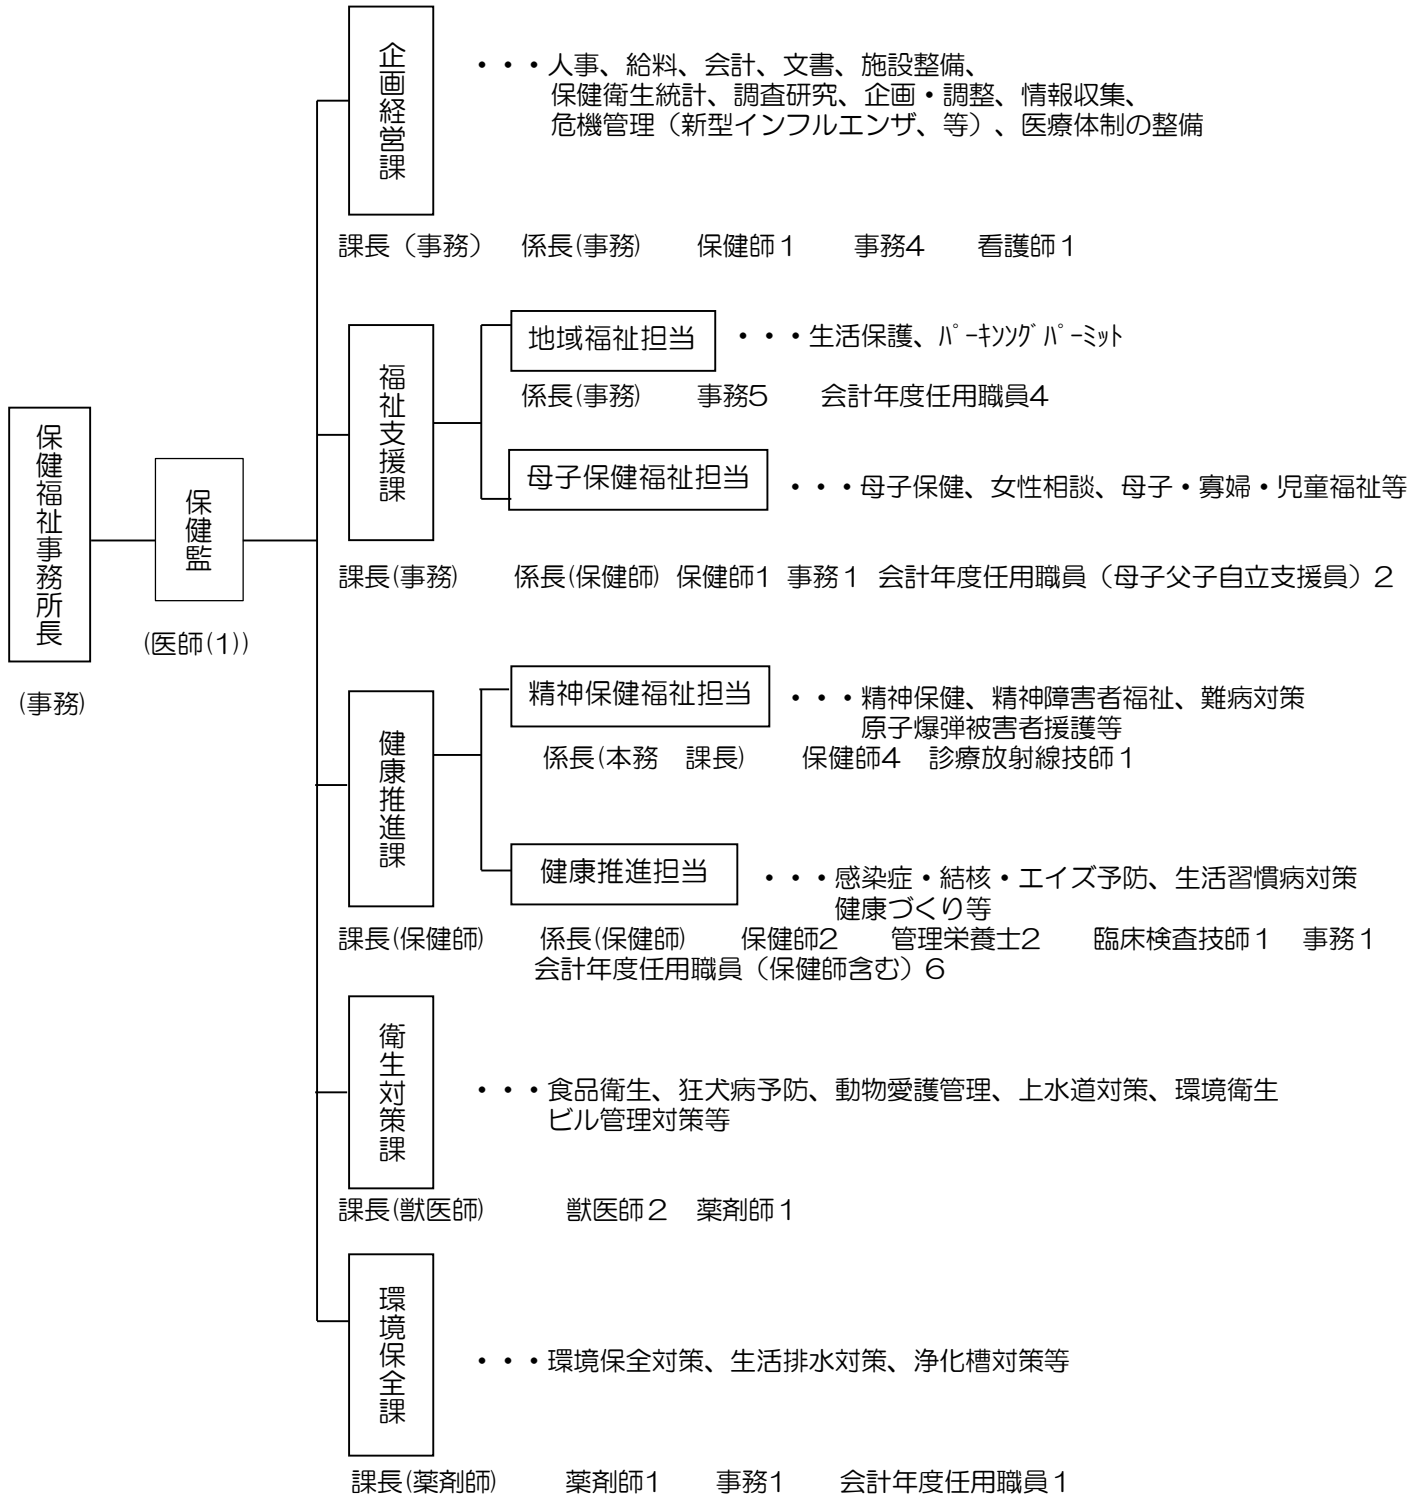 企画経営課
・・・人事、給料、会計、文書、施設整備、
保健衛生統計、調査研究、企画・調整、情報収集、
危機管理（新型インフルエンザ、等）、医療体制の整備
課長（事務） 係長(事務) 保健師１ 事務4 看護師１
保健福祉事務所長
(事務)
保健監
(医師(１))
福祉支援課
地域福祉担当 ・・・生活保護、ﾊﾟｰｷﾝｸﾞﾊﾟｰﾐｯﾄ
係長(事務) 事務5 会計年度任用職員4
母子保健福祉担当 ・・・母子保健、女性相談、母子・寡婦・児童福祉等
課長(事務) 係長(保健師) 保健師1 事務１ 会計年度任用職員（母子父子自立支援員）２
健康推進課
精神保健福祉担当 ・・・精神保健、精神障害者福祉、難病対策
原子爆弾被害者援護等
係長(本務 課長) 保健師4 診療放射線技師１
健康推進担当 ・・・感染症・結核・エイズ予防、生活習慣病対策
健康づくり等
課長(保健師) 係長(保健師) 保健師2 管理栄養士2 臨床検査技師１ 事務１
会計年度任用職員（保健師含む）6
衛生対策課
・・・食品衛生、狂犬病予防、動物愛護管理、上水道対策、環境衛生
ビル管理対策等
課長(獣医師) 獣医師２ 薬剤師１
環境保全課
・・・環境保全対策、生活排水対策、浄化槽対策等
課長(薬剤師) 薬剤師1 事務1 会計年度任用職員１